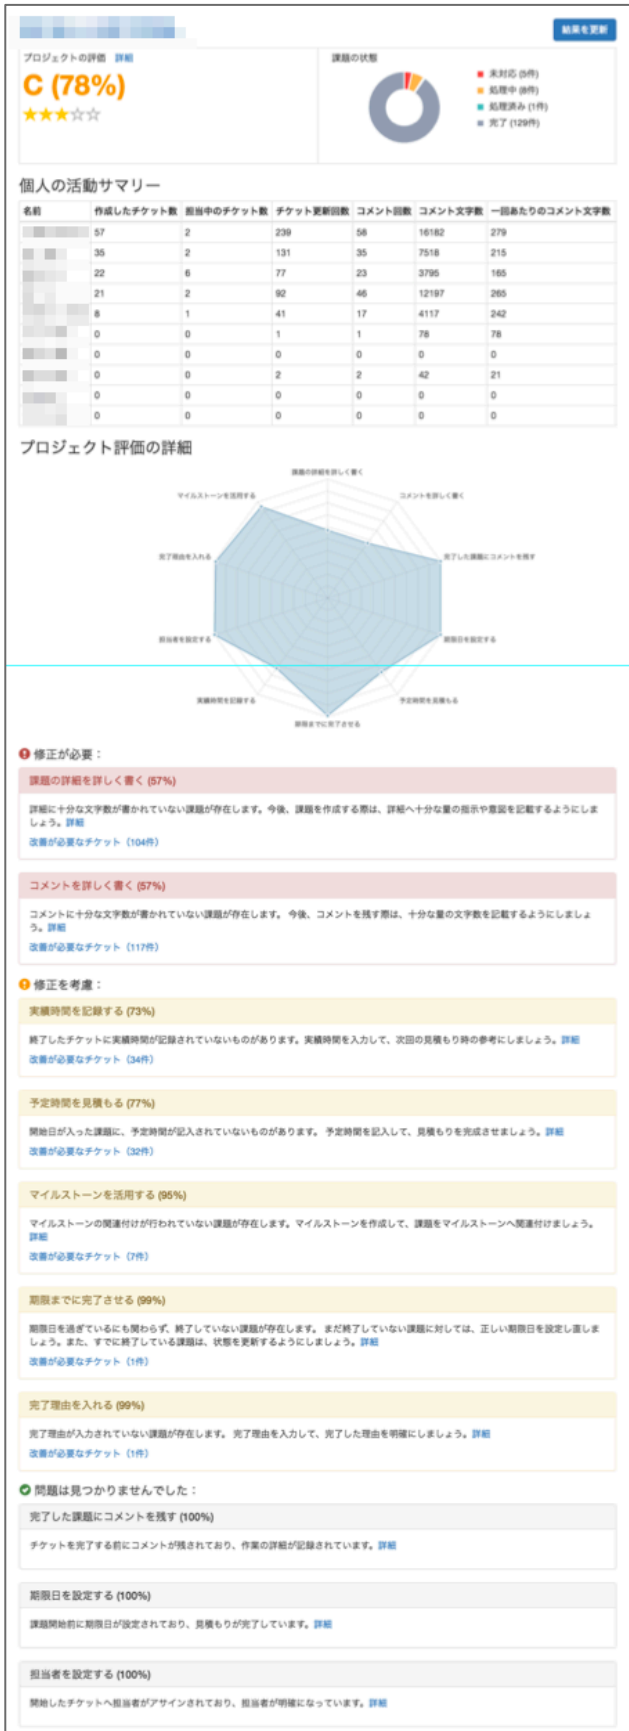 結果を更新
プロジェクトの評価 詳細
C (78%)
課題の状態
未対応 (5件)
処理中 (8件)
処理済み (1件)
完了 (129件)
個人の活動サマリー
名前 作成したチケット数 担当中のチケット数 チケット更新回数 コメント回数 コメント文字数 一回あたりのコメント文字数
57 2 239 58 16182 279
35 2 131 35 7518 215
22 6 77 23 3795 165
21 2 92 46 12197 265
8 1 41 17 4117 242
0 0 1 1 78 78
0 0 0 0 0 0
0 0 2 2 42 21
0 0 0 0 0 0
0 0 0 0 0 0
プロジェクト評価の詳細
課題の詳細を詳しく書く
マイルストーンを活用する
コメントを詳しく書く
完了理由を入れる
完了した課題にコメントを残す
担当者を設定する
期限日を設定する
実績時間を記録する
予定時間を見積もる
期限までに完了させる
修正が必要：
課題の詳細を詳しく書く (57%)
詳細に十分な文字数が書かれていない課題が存在します。今後、課題を作成する際は、詳細へ十分な量の指示や意図を記載するようにしま
しょう。詳細
改善が必要なチケット（104件）
コメントを詳しく書く (57%)
コメントに十分な文字数が書かれていない課題が存在します。 今後、コメントを残す際は、十分な量の文字数を記載するようにしましょ
う。詳細
改善が必要なチケット（117件）
修正を考慮：
実績時間を記録する (73%)
終了したチケットに実績時間が記録されていないものがあります。実績時間を入力して、次回の見積もり時の参考にしましょう。詳細
改善が必要なチケット（34件）
予定時間を見積もる (77%)
開始日が入った課題に、予定時間が記入されていないものがあります。 予定時間を記入して、見積もりを完成させましょう。詳細
改善が必要なチケット（32件）
マイルストーンを活用する (95%)
マイルストーンの関連付けが行われていない課題が存在します。マイルストーンを作成して、課題をマイルストーンへ関連付けましょう。
詳細
改善が必要なチケット（7件）
期限までに完了させる (99%)
期限日を過ぎているにも関わらず、終了していない課題が存在します。 まだ終了していない課題に対しては、正しい期限日を設定し直しま
しょう。また、すでに終了している課題は、状態を更新するようにしましょう。詳細
改善が必要なチケット（1件）
完了理由を入れる (99%)
完了理由が入力されていない課題が存在します。 完了理由を入力して、完了した理由を明確にしましょう。詳細
改善が必要なチケット（1件）
問題は見つかりませんでした：
完了した課題にコメントを残す (100%)
チケットを完了する前にコメントが残されており、作業の詳細が記録されています。詳細
期限日を設定する (100%)
課題開始前に期限日が設定されており、見積もりが完了しています。詳細
担当者を設定する (100%)
開始したチケットへ担当者がアサインされており、担当者が明確になっています。詳細